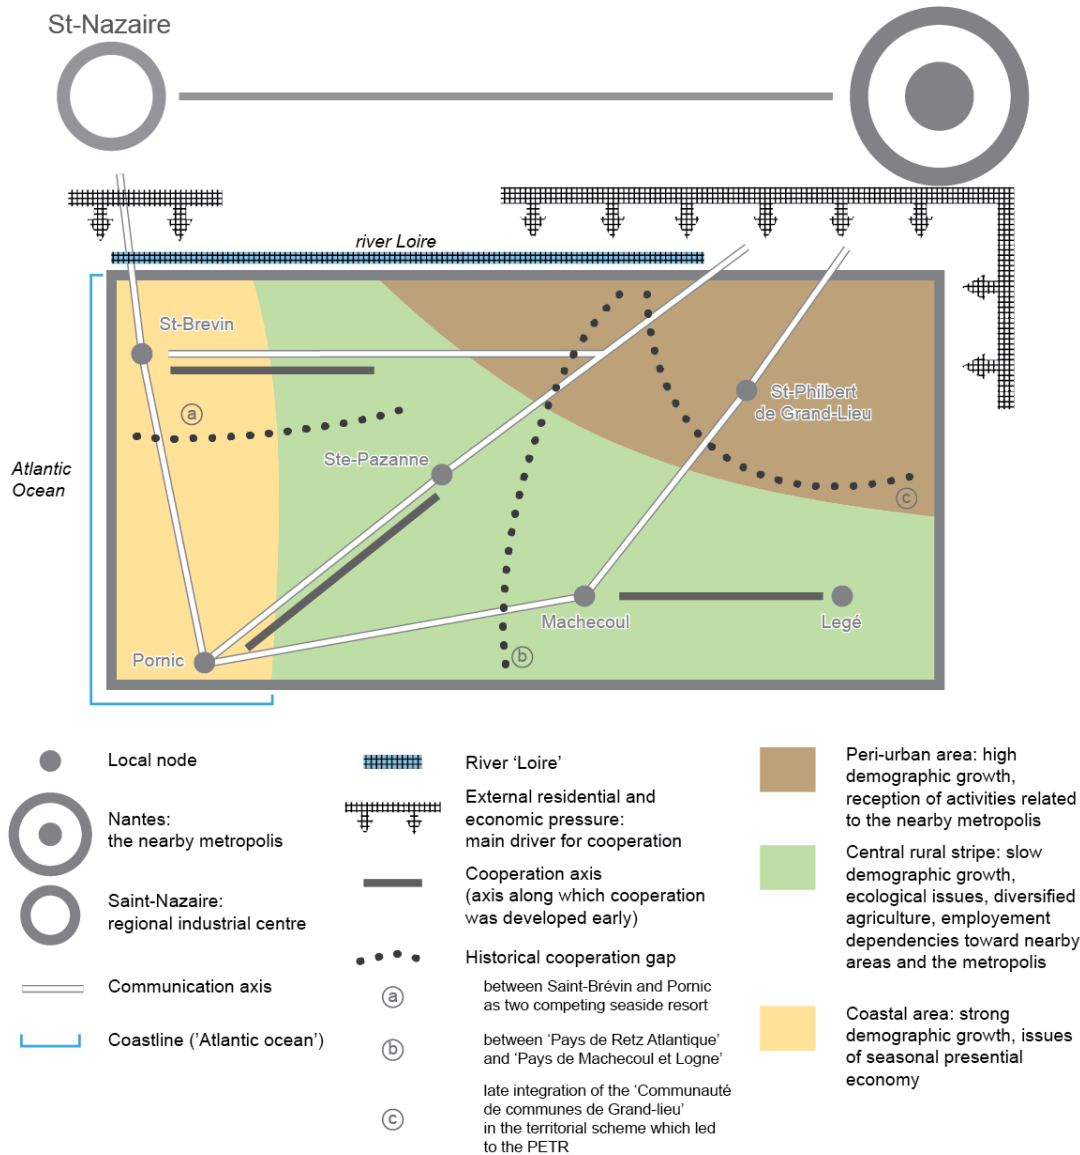 St-Nazaire
river Loire
St-Brevin
a
St-Philbert
de Grand-Lieu
Ste-Pazanne
Atlantic
Ocean
c
Machecoul
Legé
b
Pornic
Local node
Nantes:
the nearby metropolis
Saint-Nazaire:
regional industrial centre
Communication axis
Coastline ('Atlantic ocean')
River ‘Loire’
External residential and
economic pressure:
main driver for cooperation
Cooperation axis
(axis along which cooperation
was developed early)
Historical cooperation gap
a
between Saint-Brévin and Pornic
as two competing seaside resort
b
between ‘Pays de Retz Atlantique’
and ‘Pays de Machecoul et Logne’
c
late integration of the ‘Communauté
de communes de Grand-lieu’
in the territorial scheme which led
to the PETR
Peri-urban area: high
demographic growth,
reception of activities related
to the nearby metropolis
Central rural stripe: slow
demographic growth,
ecological issues, diversified
agriculture, employement
dependencies toward nearby
areas and the metropolis
Coastal area: strong
demographic growth, issues
of seasonal presential
economy